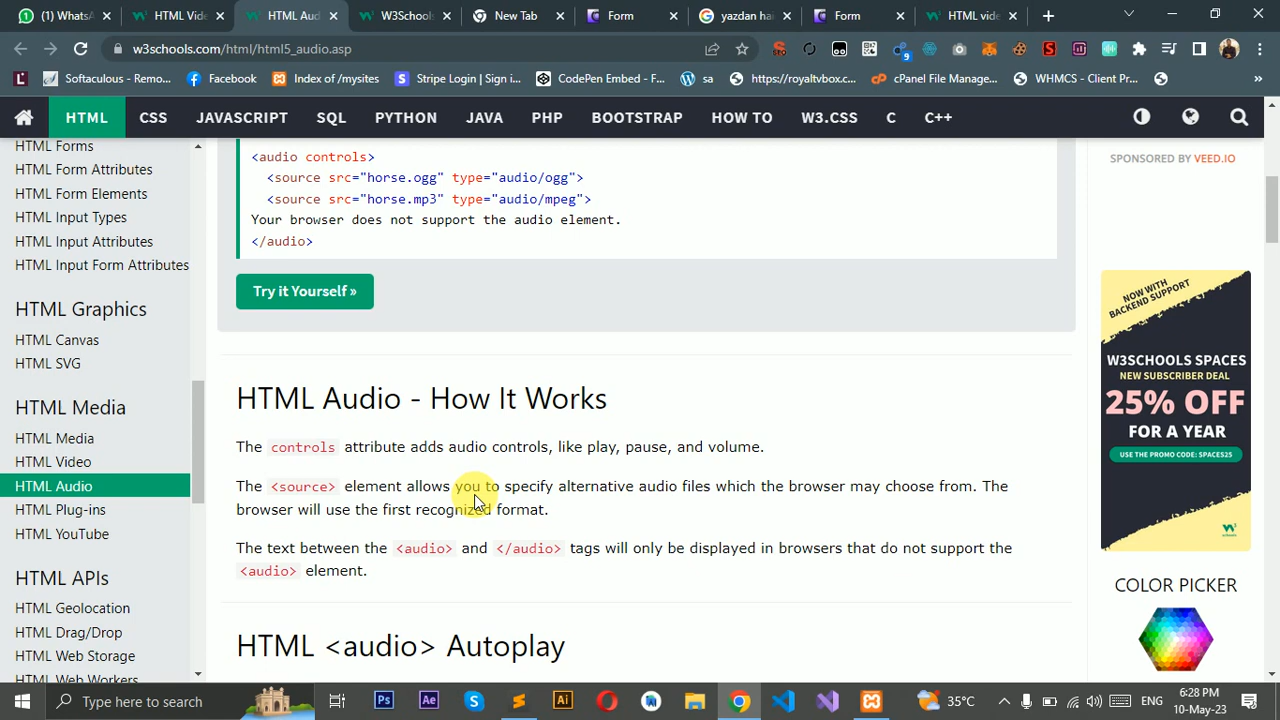 (1) WhatsA
HTML Vide
HTML Aud
W3Schools
New Tab
Form
yazdan hai
Form
HTML vide
w3schools.com/html/html5_audio.asp
9
Softaculous - Remo...
Facebook
Index of /mysites
Stripe Login | Sign i...
CodePen Embed - F...
sa
https://royaltvbox....
cPanel File Manage...
WHMCS - Client Pr...
HTML
CSS
JAVASCRIPT
SQL
PYTHON
JAVA
PHP
BOOTSTRAP
HOW TO
W3.CSS
C
C++
HTML Forms
HTML Form Attributes
HTML Form Elements
HTML Input Types
HTML Input Attributes
HTML Input Form Attributes
HTML Graphics
HTML Canvas
HTML SVG
HTML Media
HTML Media
HTML Video
HTML Audio
HTML Plug-ins
HTML YouTube
HTML APIs
HTML Geolocation
HTML Drag/Drop
HTML Web Storage
HTML Web Workers
<audio controls>
<source src="horse.ogg" type="audio/ogg">
<source src="horse.mp3" type="audio/mpeg">
Your browser does not support the audio element.
</audio>
Try it Yourself »
HTML Audio - How It Works
The controls attribute adds audio controls, like play, pause, and volume.
The <source> element allows you to specify alternative audio files which the browser may choose from. The
browser will use the first recognized format.
The text between the <audio> and </audio> tags will only be displayed in browsers that do not support the
<audio> element.
HTML <audio> Autoplay
SPONSORED BY VEED.IO
NOW WITH
BACKEND SUPPORT
W3SCHOOLS SPACES
NEW SUBSCRIBER DEAL
25% OFF
FOR A YEAR
USE THE PROMO CODE: SPACES25
COLOR PICKER
Type here to search
Ps
Ae
Ai
35°C
ENG
6:28 PM
10-May-23